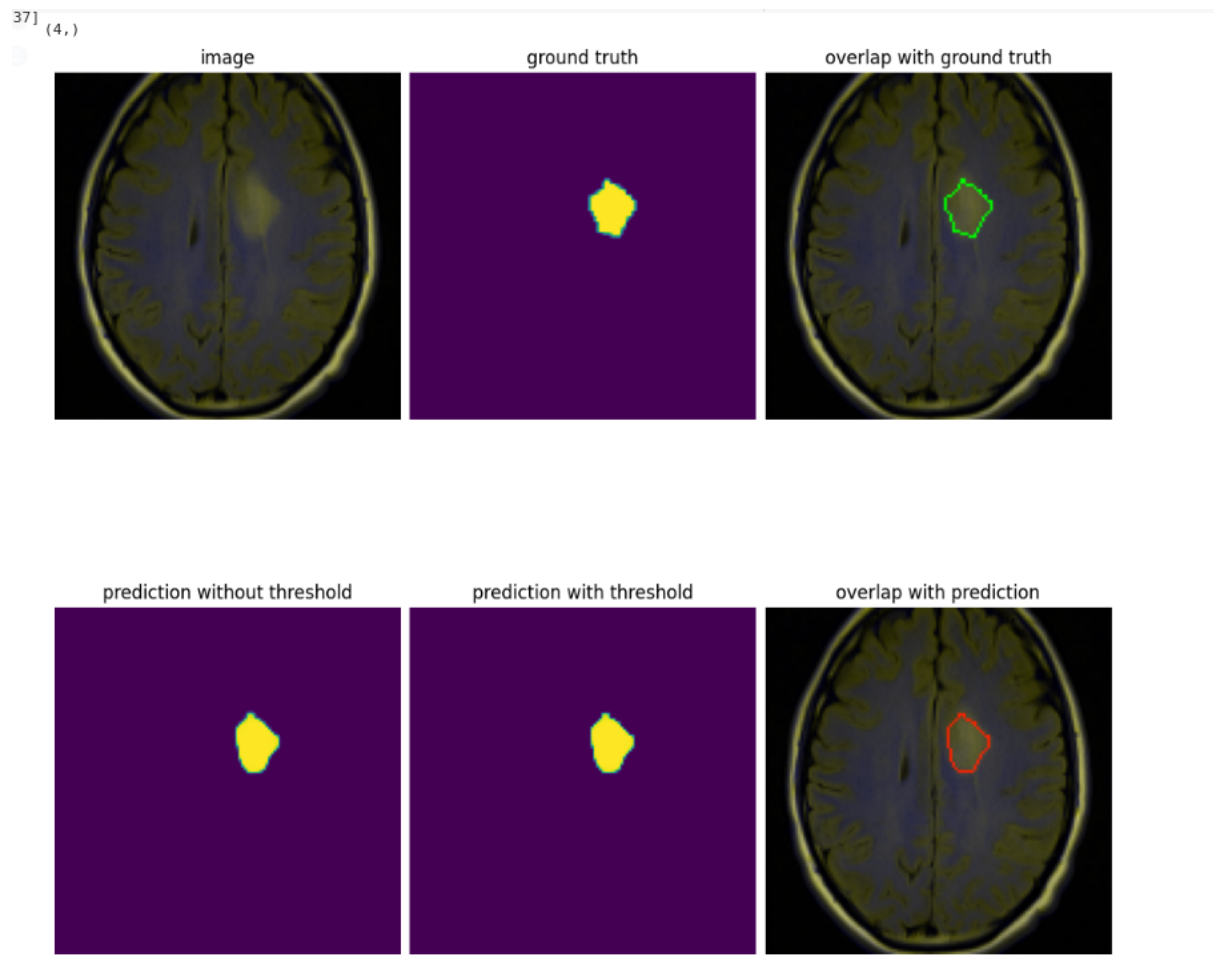 37]
(4,)
image
ground truth
overlap with ground truth
prediction without threshold
prediction with threshold
overlap with prediction